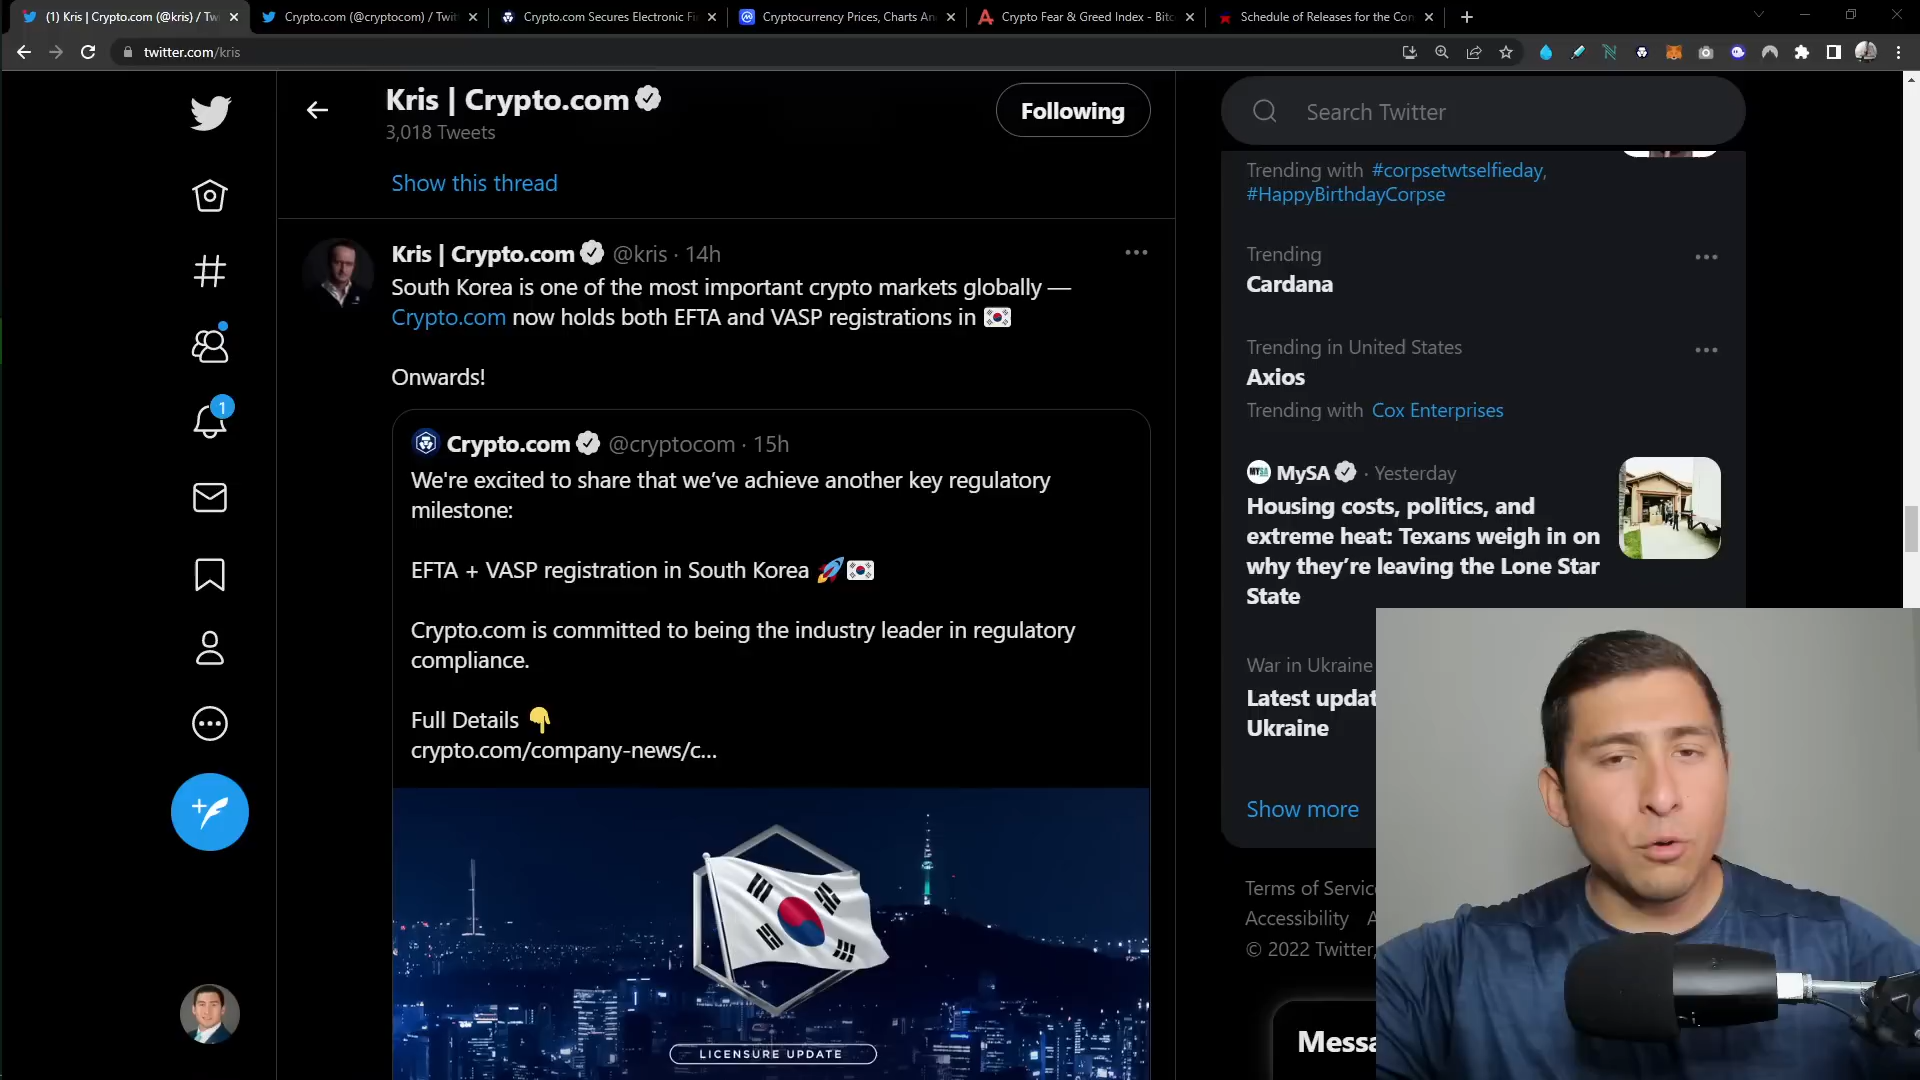 (1) Kris | Crypto.com (@kris) / Tw
Crypto.com (@cryptocom) / Twit
Crypto.com Secures Electronic Fi
Cryptocurrency Prices, Charts An
Crypto Fear & Greed Index - Bitc
Schedule of Releases for the Con
twitter.com/kris
Kris | Crypto.com
3,018 Tweets
Following
Show this thread
Kris | Crypto.com @kris · 14h
South Korea is one of the most important crypto markets globally —
Crypto.com now holds both EFTA and VASP registrations in
Onwards!
Crypto.com @cryptocom · 15h
We're excited to share that we’ve achieve another key regulatory
milestone:
EFTA + VASP registration in South Korea
Crypto.com is committed to being the industry leader in regulatory
compliance.
Full Details
crypto.com/company-news/c...
LICENSURE UPDATE
1
Search Twitter
Trending with #corpsetwtselfieday,
#HappyBirthdayCorpse
Trending
Cardana
Trending in United States
Axios
Trending with Cox Enterprises
MySA · Yesterday
Housing costs, politics, and
extreme heat: Texans weigh in on
why they’re leaving the Lone Star
State
War in Ukraine
Latest updat
Ukraine
Show more
Terms of Servic
Accessibility A
© 2022 Twitter,
Messa